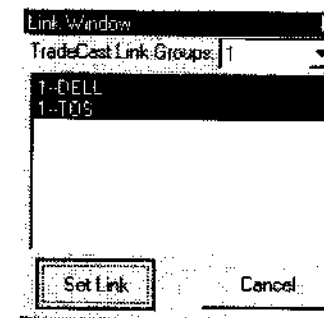 Link Window
TradeCast Link Groups: 1
1--DELL
1--TOS
Set Link Cancel